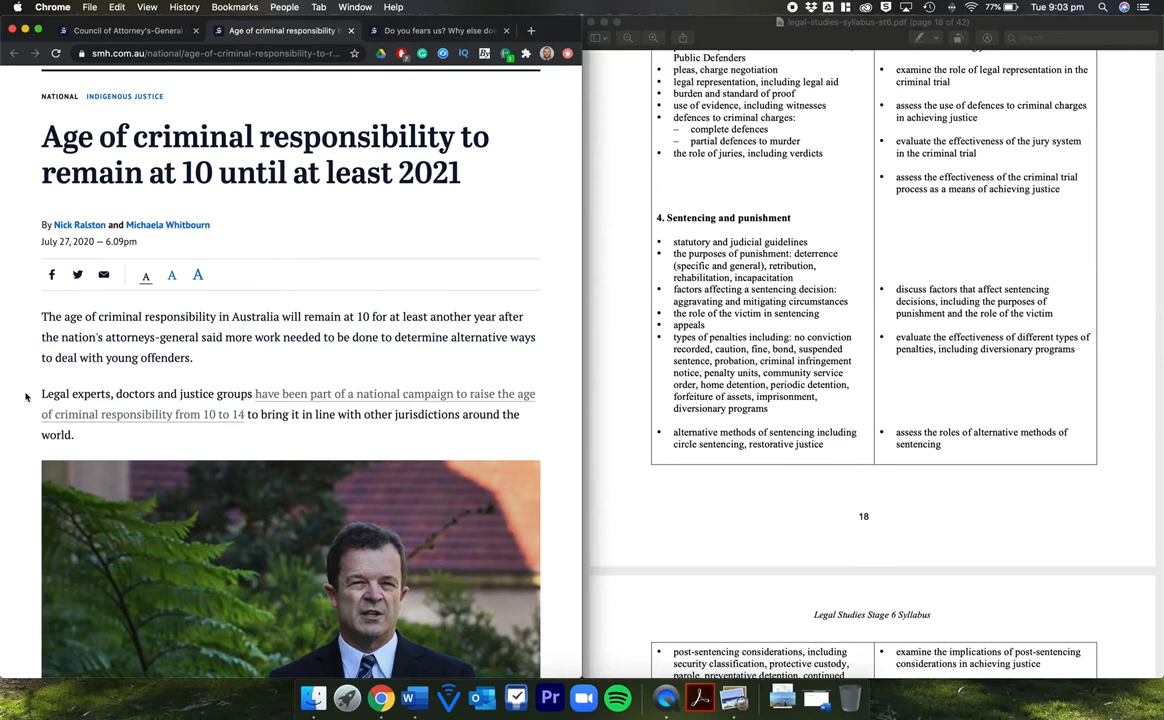 Chrome File Edit View History Bookmarks People Tab Window Help
77% Tue 9:03 pm
Council of Attorney's-General
Age of criminal responsibility t
Do you fears us? Why else do
smh.com.au/national/age-of-criminal-responsibility-to-r...
NATIONAL INDIGENOUS JUSTICE
Age of criminal responsibility to
remain at 10 until at least 2021
By Nick Ralston and Michaela Whitbourn
July 27, 2020 — 6.09pm
A A A
The age of criminal responsibility in Australia will remain at 10 for at least another year after
the nation's attorneys-general said more work needed to be done to determine alternative ways
to deal with young offenders.
Legal experts, doctors and justice groups have been part of a national campaign to raise the age
of criminal responsibility from 10 to 14 to bring it in line with other jurisdictions around the
world.
legal-studies-syllabus-st6.pdf (page 18 of 42)
Search
Public Defenders
• pleas, charge negotiation
• legal representation, including legal aid
• burden and standard of proof
• use of evidence, including witnesses
• defences to criminal charges:
– complete defences
– partial defences to murder
• the role of juries, including verdicts
• examine the role of legal representation in the
criminal trial
• assess the use of defences to criminal charges
in achieving justice
• evaluate the effectiveness of the jury system
in the criminal trial
• assess the effectiveness of the criminal trial
process as a means of achieving justice
4. Sentencing and punishment
• statutory and judicial guidelines
• the purposes of punishment: deterrence
(specific and general), retribution,
rehabilitation, incapacitation
• factors affecting a sentencing decision:
aggravating and mitigating circumstances
• the role of the victim in sentencing
• appeals
• types of penalties including: no conviction
recorded, caution, fine, bond, suspended
sentence, probation, criminal infringement
notice, penalty units, community service
order, home detention, periodic detention,
forfeiture of assets, imprisonment,
diversionary programs
• alternative methods of sentencing including
circle sentencing, restorative justice
• discuss factors that affect sentencing
decisions, including the purposes of
punishment and the role of the victim
• evaluate the effectiveness of different types of
penalties, including diversionary programs
• assess the roles of alternative methods of
sentencing
18
Legal Studies Stage 6 Syllabus
• post-sentencing considerations, including
security classification, protective custody,
parole, preventative detention, continued
• examine the implications of post-sentencing
considerations in achieving justice
Pr